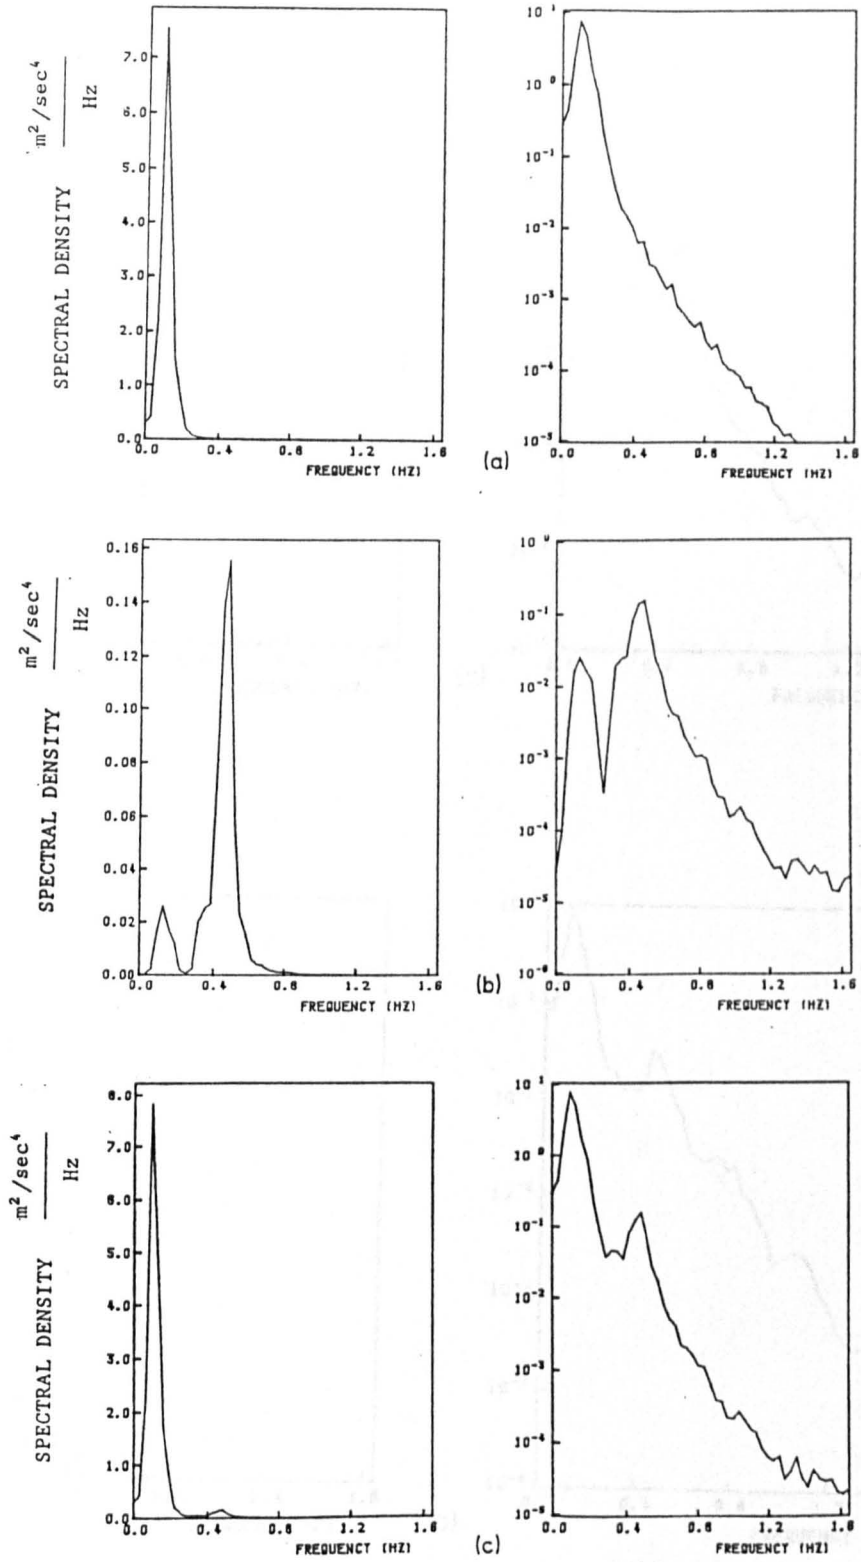 SPECTRAL DENSITY m²/sec⁴ Hz
7.0
6.0
5.0
4.0
3.0
2.0
1.0
0.0
0.0 0.4 0.8 1.2 1.6
FREQUENCY (HZ)
(a)
10¹
10⁰
10⁻¹
10⁻²
10⁻³
10⁻⁴
10⁻⁵
0.0 0.4 0.8 1.2 1.6
FREQUENCY (HZ)
SPECTRAL DENSITY m²/sec⁴ Hz
0.16
0.14
0.12
0.10
0.08
0.06
0.04
0.02
0.00
0.0 0.4 0.8 1.2 1.6
FREQUENCY (HZ)
(b)
10⁰
10⁻¹
10⁻²
10⁻³
10⁻⁴
10⁻⁵
10⁻⁶
0.0 0.4 0.8 1.2 1.6
FREQUENCY (HZ)
SPECTRAL DENSITY m²/sec⁴ Hz
8.0
7.0
6.0
5.0
4.0
3.0
2.0
1.0
0.0
0.0 0.4 0.8 1.2 1.6
FREQUENCY (HZ)
(c)
10¹
10⁰
10⁻¹
10⁻²
10⁻³
10⁻⁴
10⁻⁵
0.0 0.4 0.8 1.2 1.6
FREQUENCY (HZ)